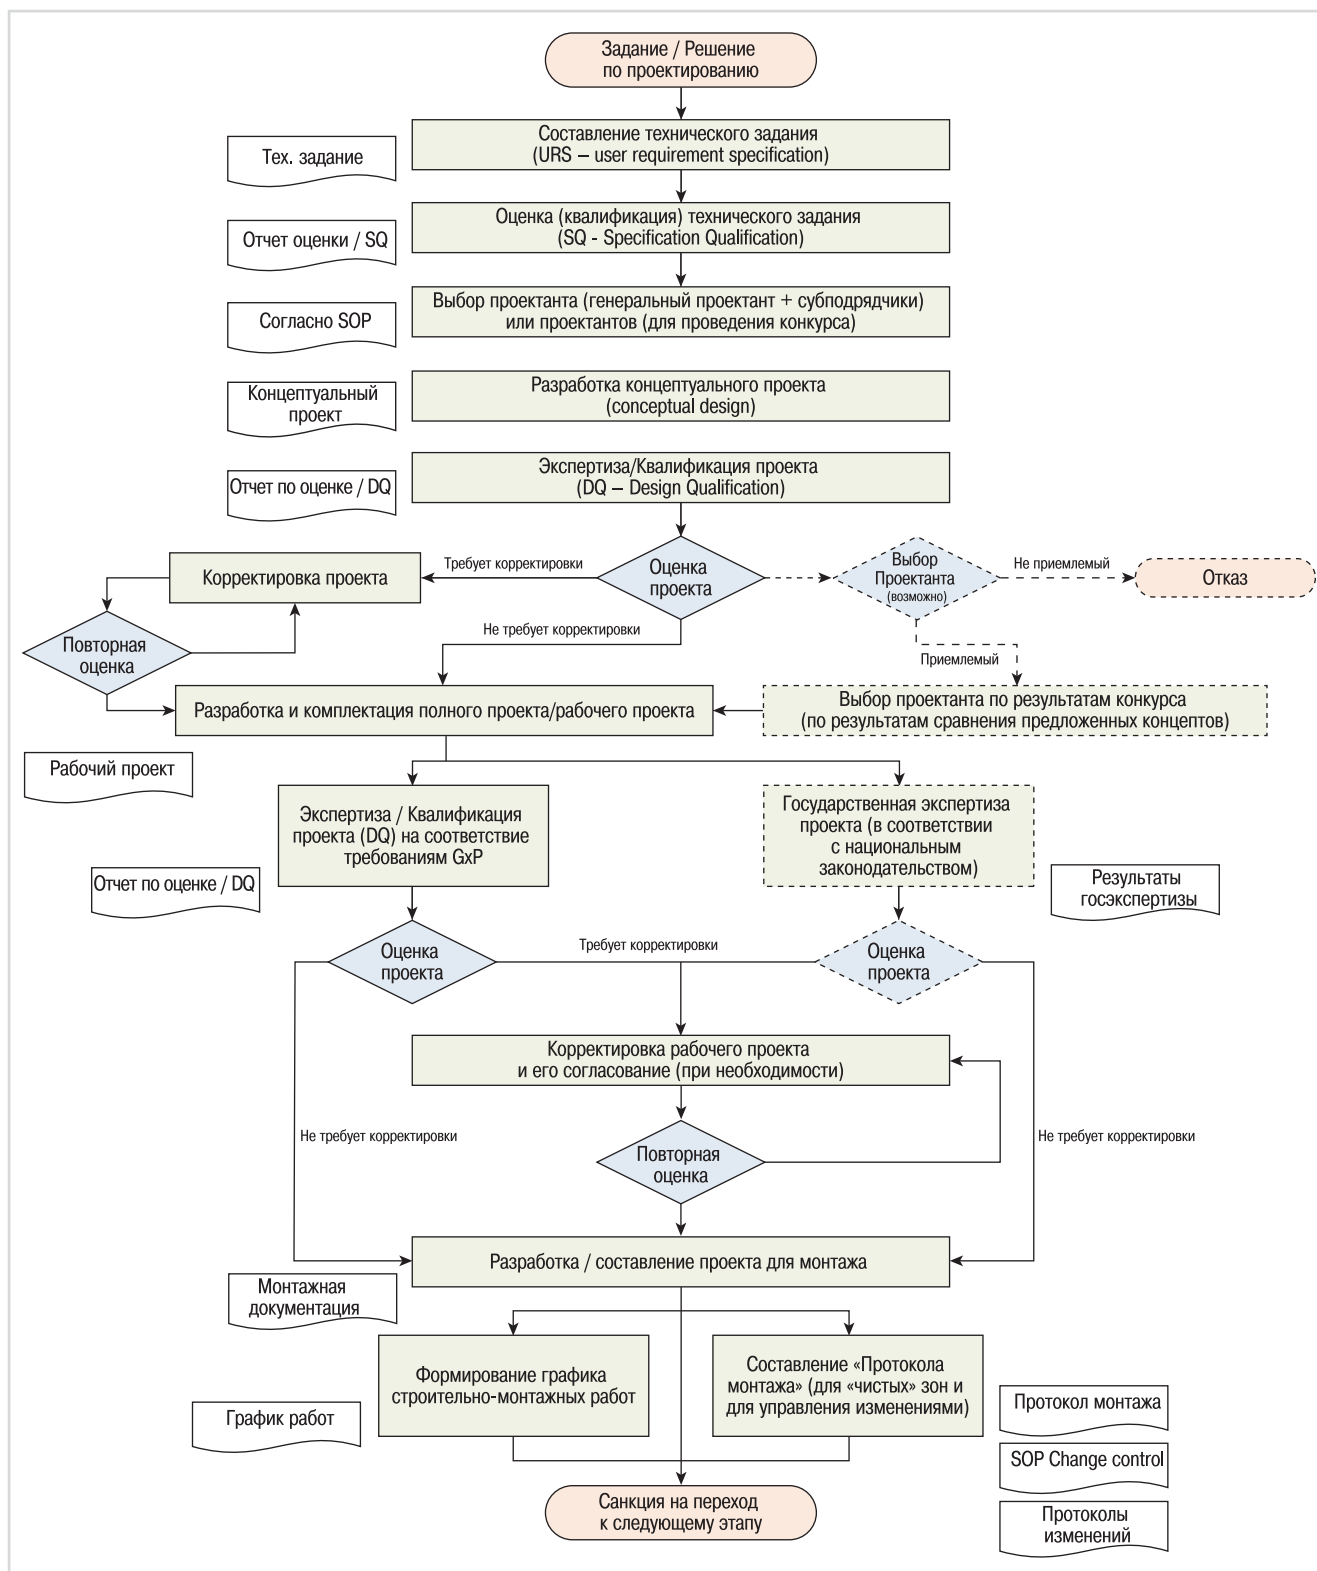 Задание / Решение
по проектированию
Составление технического задания
(URS – user requirement specification)
Тех. задание
Оценка (квалификация) технического задания
(SQ - Specification Qualification)
Отчет оценки / SQ
Выбор проектанта (генеральный проектант + субподрядчики)
или проектантов (для проведения конкурса)
Согласно SOP
Разработка концептуального проекта
(conceptual design)
Концептуальный
проект
Экспертиза/Квалификация проекта
(DQ – Design Qualification)
Отчет по оценке / DQ
Требует корректировки
Корректировка проекта
Оценка
проекта
Выбор
Проектанта
(возможно)
Не приемлемый
Отказ
Не требует корректировки
Повторная
оценка
Приемлемый
Разработка и комплектация полного проекта/рабочего проекта
Выбор проектанта по результатам конкурса
(по результатам сравнения предложенных концептов)
Рабочий проект
Экспертиза / Квалификация
проекта (DQ) на соответствие
требованиям GxP
Государственная экспертиза
проекта (в соответствии
с национальным
законодательством)
Отчет по оценке / DQ
Результаты
госэкспертизы
Оценка
проекта
Требует корректировки
Оценка
проекта
Корректировка рабочего проекта
и его согласование (при необходимости)
Не требует корректировки
Не требует корректировки
Повторная
оценка
Разработка / составление проекта для монтажа
Монтажная
документация
Формирование графика
строительно-монтажных работ
Составление «Протокола
монтажа» (для «чистых» зон и
для управления изменениями)
График работ
Протокол монтажа
SOP Change control
Санкция на переход
к следующему этапу
Протоколы
изменений